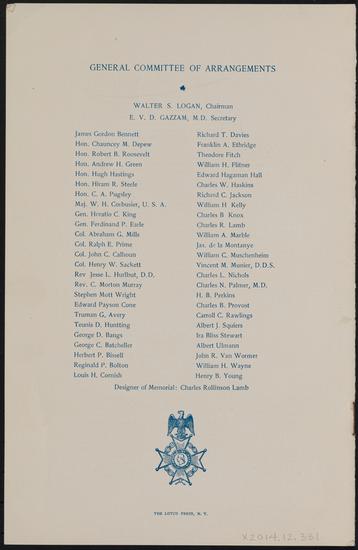 GENERAL COMMITTEE OF ARRANGEMENTS
WALTER S. LOGAN, Chairman
E. V. D. GAZZAM, M.D. Secretary
James Gordon Bennett
Hon. Chauncey M. Depew
Hon. Robert B. Roosevelt
Hon. Andrew H. Green
Hon. Hugh Hastings
Hon. Hiram R. Steele
Hon. C. A. Pugsley
Maj. W. H. Corbusier, U. S. A.
Gen. Horatio C. King
Gen. Ferdinand P. Earle
Col. Abraham G. Mills
Col. Ralph E. Prime
Col. John C. Calhoun
Col. Henry W. Sackett
Rev Jesse L. Hurlbut, D.D.
Rev. C. Morton Murray
Stephen Mott Wright
Edward Payson Cone
Truman G, Avery
Teunis D. Huntting
George D. Bangs
George C. Batcheller
Herbert P. Bissell
Reginald P. Bolton
Louis H. Cornish
Richard T. Davies
Franklin A. Ethridge
Theodore Fitch
William H. Flitner
Edward Hagaman Hall
Charles W. Haskins
Richard C. Jackson
William H Kelly
Charles B Knox
Charles R. Lamb
William A. Marble
Jas. de la Montanye
William G. Muschenheim
Vincent M. Munier, D.D.S.
Charles L. Nichols
Charles N. Palmer, M.D.
H. B. Perkins
Charles B. Provost
Carroll C. Rawlings
Albert J. Squiers
Ira Bliss Stewart
Albert Ulmann
John R. Van Wormer
William H. Wayne
Henry B. Young
Designer of Memorial: Charles Rollinson Lamb
THE LOTUS PRESS, N. Y.
X2014.12.331